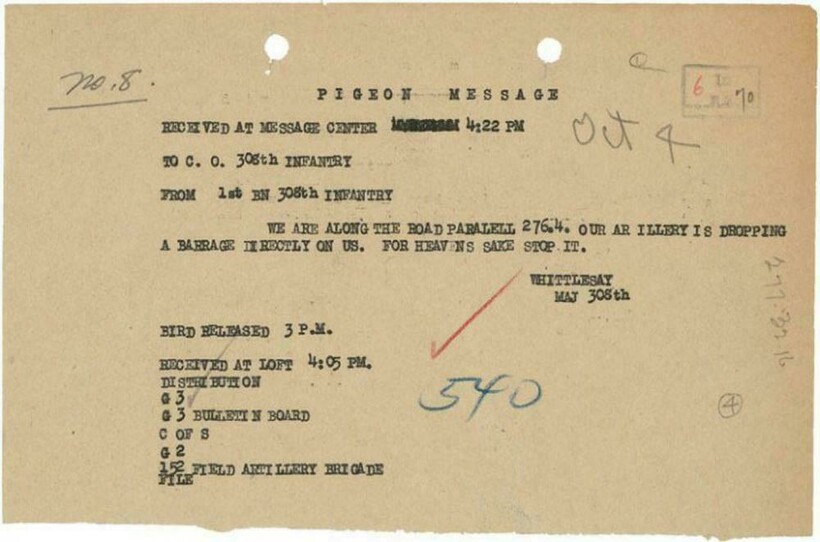 no. 8.
PIGEON MESSAGE
RECEIVED AT MESSAGE CENTER 4:22 PM
Oct 4
TO C. O. 308th INFANTRY
FROM 1st BN 308th INFANTRY
WE ARE ALONG THE ROAD PARALELL 276.4. OUR AR ILLERY IS DROPPING
A BARRAGE DIRECTLY ON US. FOR HEAVENS SAKE STOP IT.
WHITTLESAY
MAJ 308th
BIRD RELEASED 3 P.M.
RECEIVED AT LOFT 4:05 PM.
DISTRIBUTION
G 3
G 3 BULLETIN BOARD
C OF S
G 2
152 FIELD ARTILLERY BRIGADE
FILE
540
4